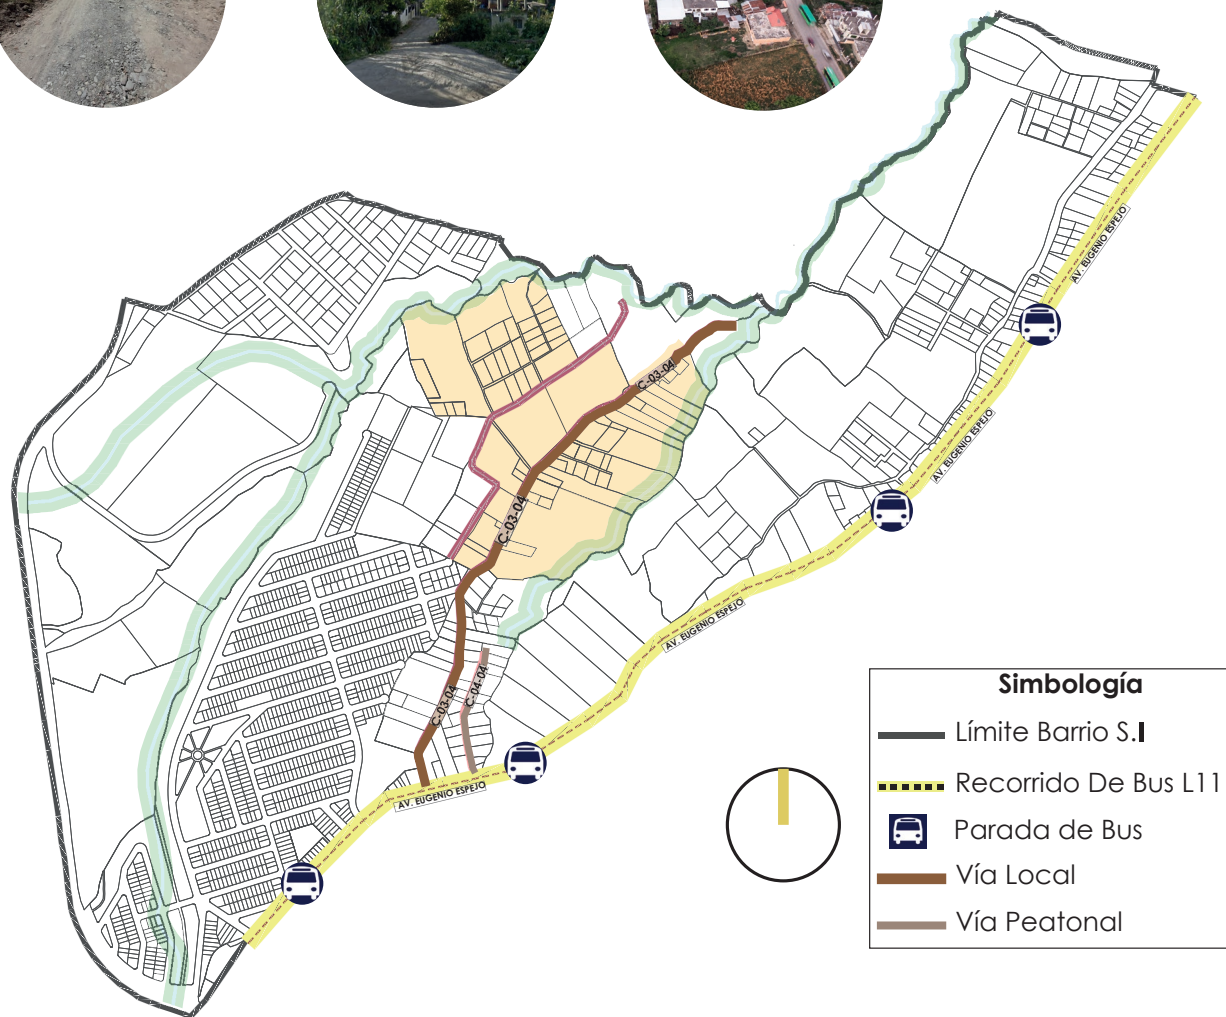 AV. EUGENIO ESPEJO
C-03-04
AV. EUGENIO ESPEJO
C-03-04
AV. EUGENIO ESPEJO
C-04-04
C-03-04
AV. EUGENIO ESPEJO
Simbología
Límite Barrio S.I
Recorrido De Bus L11
Parada de Bus
Vía Local
Vía Peatonal